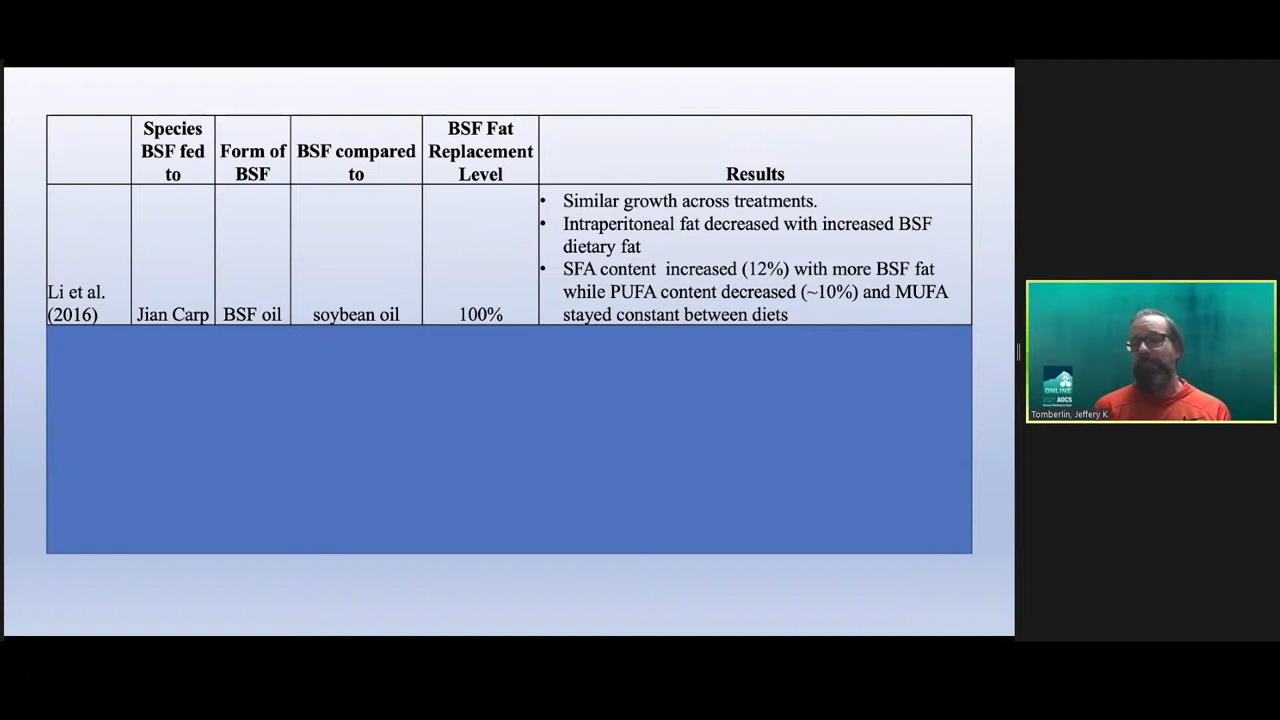 Species
BSF fed
to
Form of
BSF
BSF compared
to
BSF Fat
Replacement
Level
Results
Li et al.
(2016)
Jian Carp
BSF oil
soybean oil
100%
• Similar growth across treatments.
• Intraperitoneal fat decreased with increased BSF
dietary fat
• SFA content increased (12%) with more BSF fat
while PUFA content decreased (~10%) and MUFA
stayed constant between diets
ONLINE
2021 AOCS
Tomberlin, Jeffery K